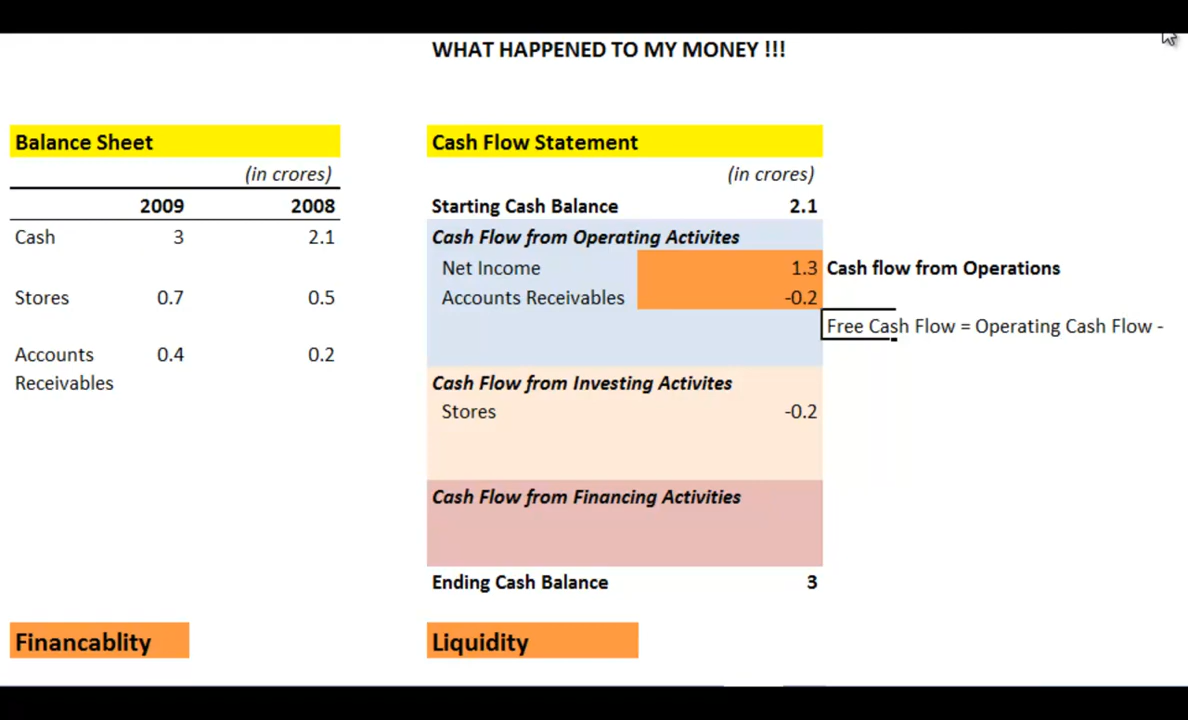 WHAT HAPPENED TO MY MONEY !!!
Balance Sheet
(in crores)
2009 2008
Cash 3 2.1
Stores 0.7 0.5
Accounts 0.4 0.2
Receivables
Cash Flow Statement
(in crores)
Starting Cash Balance 2.1
Cash Flow from Operating Activites
Net Income 1.3 Cash flow from Operations
Accounts Receivables -0.2
Free Cash Flow = Operating Cash Flow -
Cash Flow from Investing Activites
Stores -0.2
Cash Flow from Financing Activities
Ending Cash Balance 3
Financablity
Liquidity